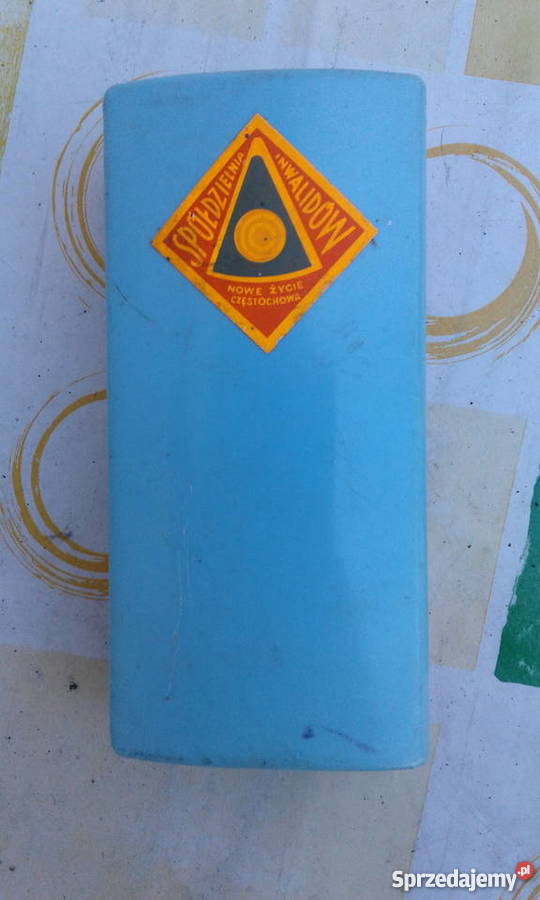 SPÓŁDZIELNIA
INWALIDÓW
NOWE ŻYCIE
CZĘSTOCHOWA
Sprzedajemy.pl